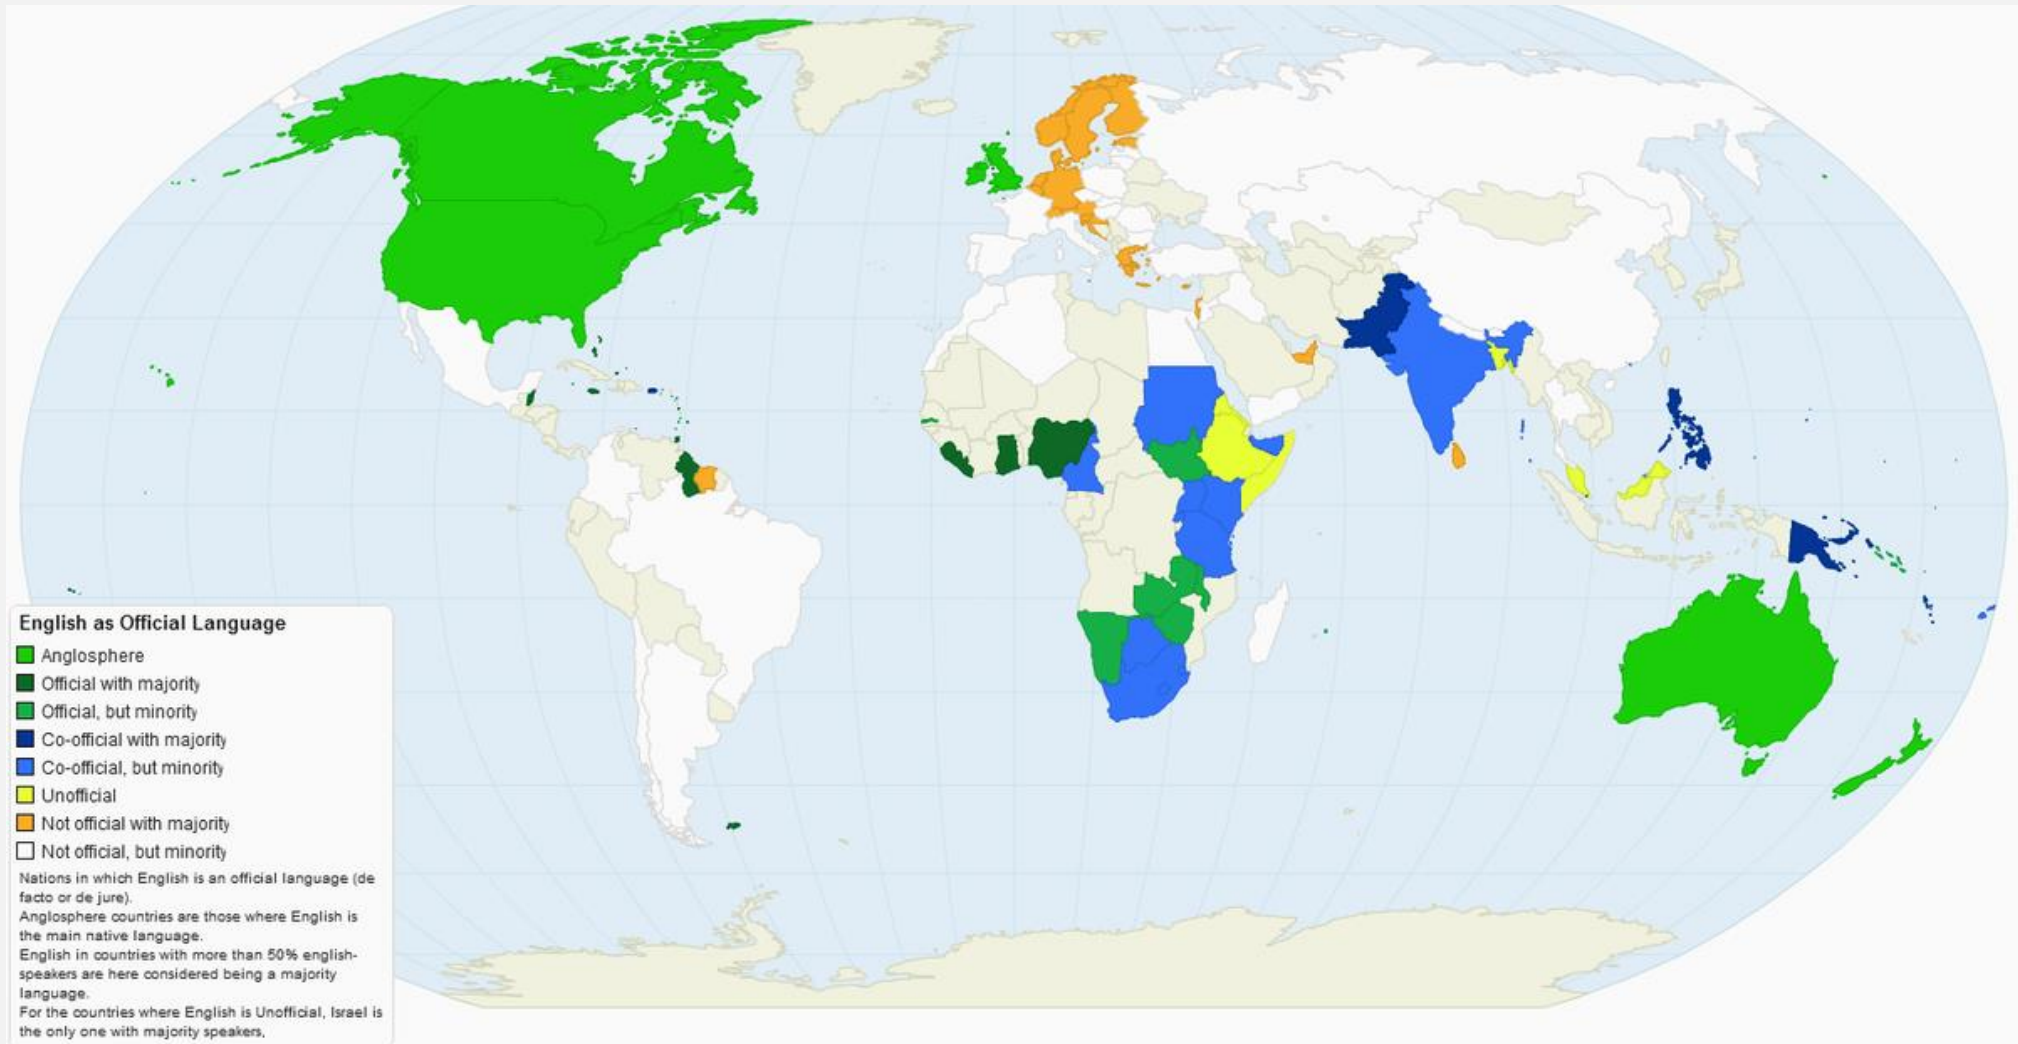 English as Official Language
Anglosphere
Official with majority
Official, but minority
Co-official with majority
Co-official, but minority
Unofficial
Not official with majority
Not official, but minority
Nations in which English is an official language (de
facto or de jure).
Anglosphere countries are those where English is
the main native language.
English in countries with more than 50% english-
speakers are here considered being a majority
language.
For the countries where English is Unofficial, Israel is
the only one with majority speakers,